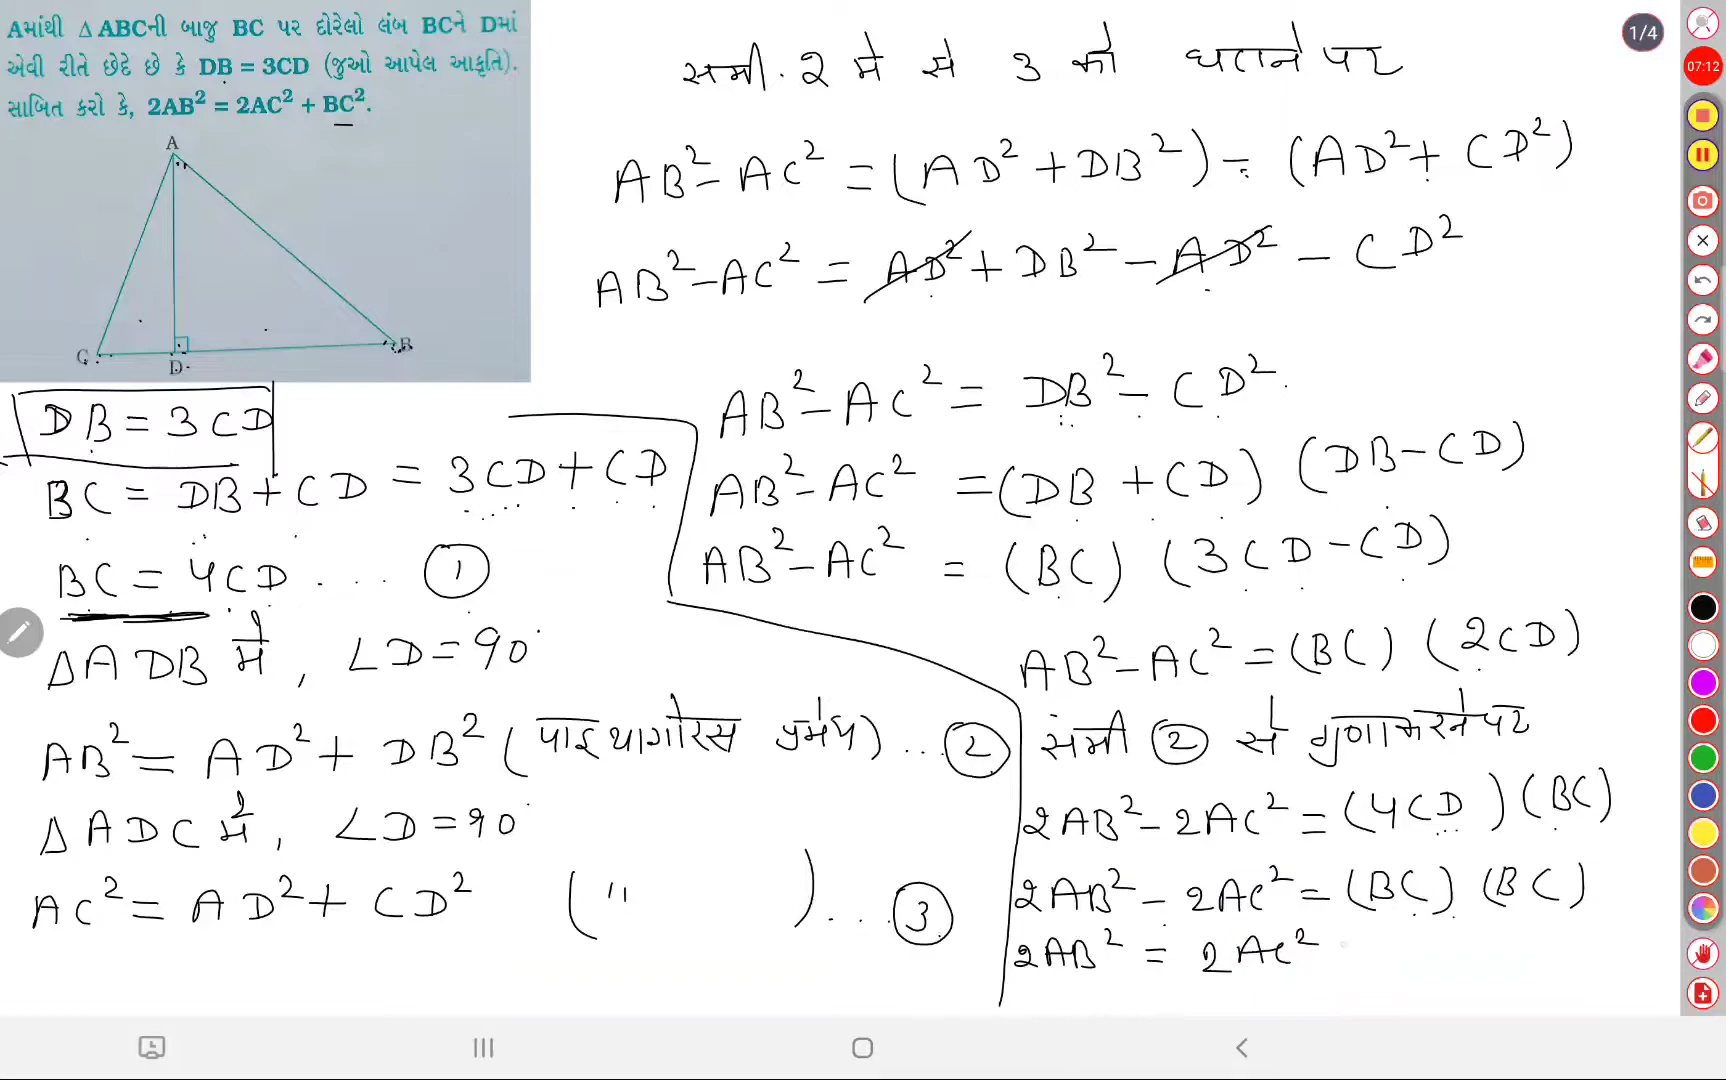 Aમાંથી Δ ABCની બાજુ BC પર દોરેલો લંબ BCને Dમાં
એવી રીતે છેદે છે કે DB = 3CD (જુઓ આપેલ આકૃતિ).
સાબિત કરો કે, 2AB² = 2AC² + BC².
A
C
D
B
DB = 3CD
BC = DB + CD = 3CD + CD
BC = 4CD .... ①
ΔADB में, ∠D = 90°
AB² = AD² + DB² (पाइथागोरस प्रमेय) ... ②
ΔADC में, ∠D = 90°
AC² = AD² + CD² ( " ) ... ③
समी. 2 में से 3 को घटाने पर
AB² – AC² = (AD² + DB²) – (AD² + CD²)
AB² – AC² = AD² + DB² – AD² – CD²
AB² – AC² = DB² – CD²
AB² – AC² = (DB + CD) (DB – CD)
AB² – AC² = (BC) (3CD – CD)
AB² – AC² = (BC) (2CD)
समी ② से गुणा करने पर
2AB² – 2AC² = (4CD) (BC)
2AB² – 2AC² = (BC) (BC)
2AB² = 2AC²
1/4
07:12